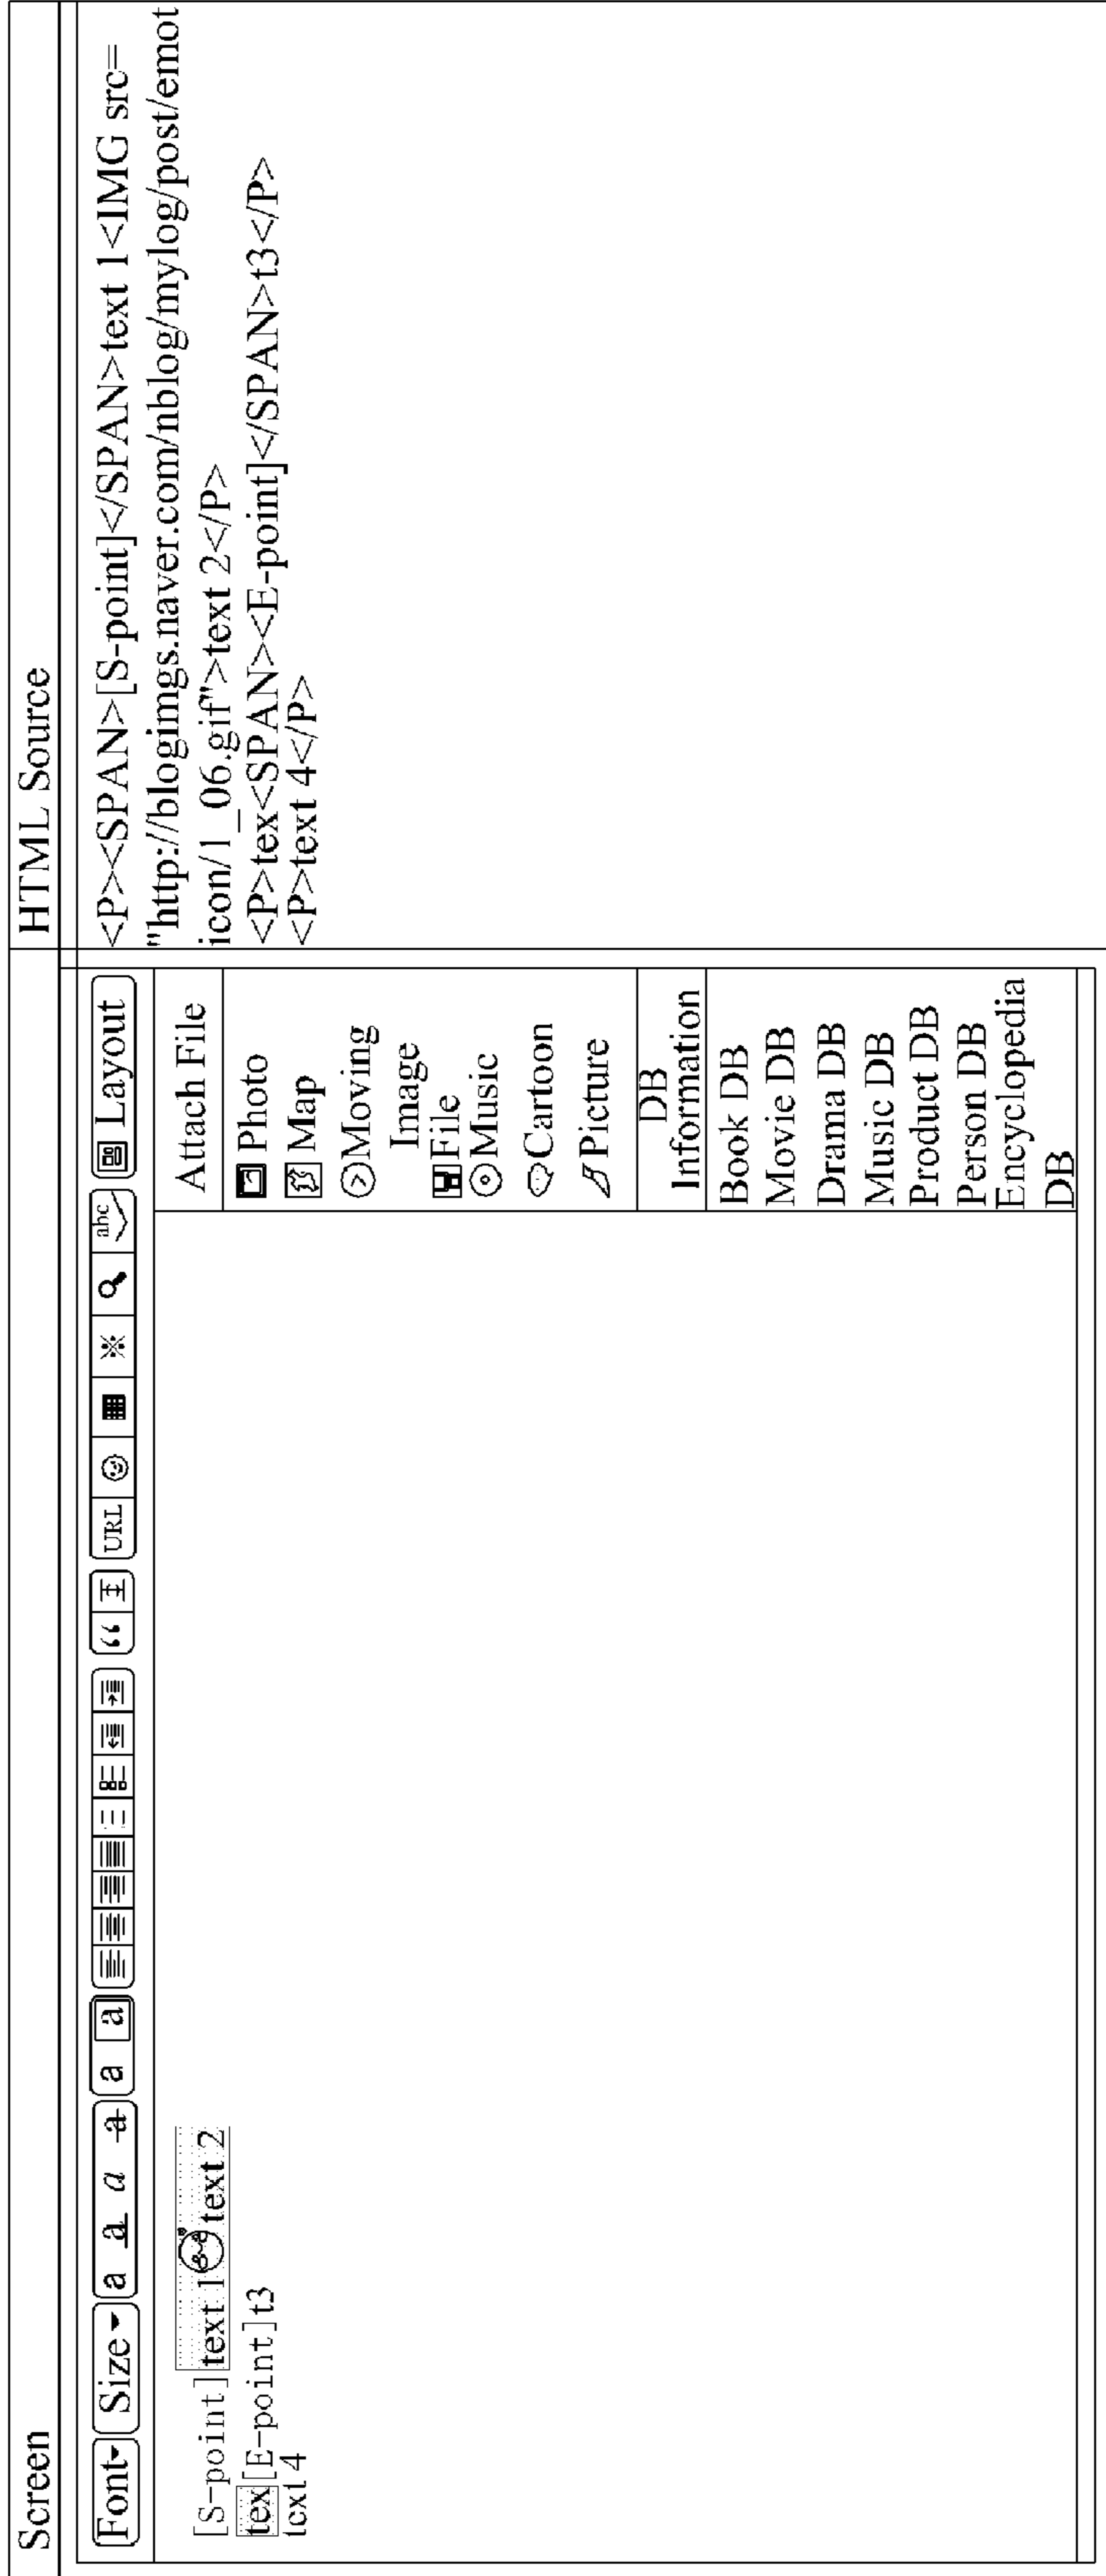 Screen
HTML Source
Font Size a a a a a a URL abc Layout
[S-point]text 1 text 2
tex[E-point]t3
text 4
Attach File
Photo
Map
Moving
Image
File
Music
Cartoon
Picture
DB
Information
Book DB
Movie DB
Drama DB
Music DB
Product DB
Person DB
Encyclopedia
DB
<P><SPAN>[S-point]</SPAN>text 1<IMG src=
"http://blogimgs.naver.com/nblog/mylog/post/emot
icon/1_06.gif">text 2</P>
<P>tex<SPAN><E-point]</SPAN>t3</P>
<P>text 4</P>